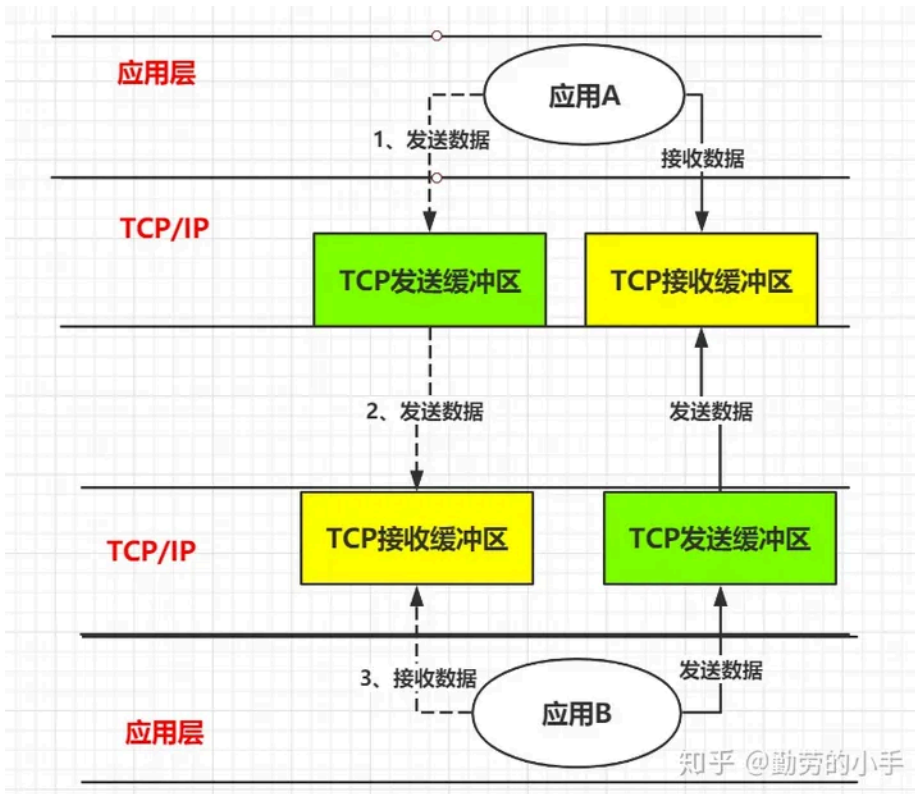 应用层
应用A
1、发送数据
接收数据
TCP/IP
TCP发送缓冲区
TCP接收缓冲区
2、发送数据
发送数据
TCP/IP
TCP接收缓冲区
TCP发送缓冲区
3、接收数据
发送数据
应用层
应用B
知乎 @勤劳的小手